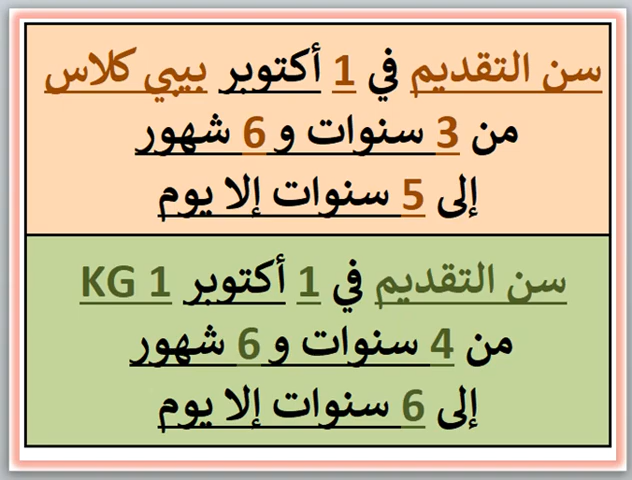 سن التقديم في 1 أكتوبر بيبي كلاس
من 3 سنوات و 6 شهور
إلى 5 سنوات إلا يوم
سن التقديم في 1 أكتوبر KG 1
من 4 سنوات و 6 شهور
إلى 6 سنوات إلا يوم